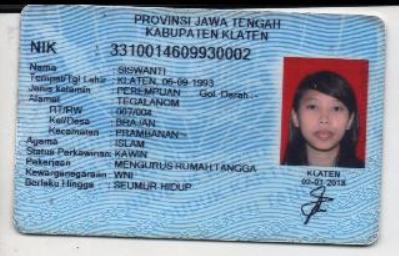 PROVINSI JAWA TENGAH
KABUPATEN KLATEN
NIK : 3310014609930002
Nama : SISWANTI
Tempat/Tgl Lahir : KLATEN, 06-09-1993
Jenis kelamin : PEREMPUAN Gol. Darah : -
Alamat : TEGALANOM
RT/RW : 007/004
Kel/Desa : BRAJAN
Kecamatan : PRAMBANAN
Agama : ISLAM
Status Perkawinan: KAWIN
Pekerjaan : MENGURUS RUMAH TANGGA
Kewarganegaraan : WNI
Berlaku Hingga : SEUMUR HIDUP
KLATEN
2018